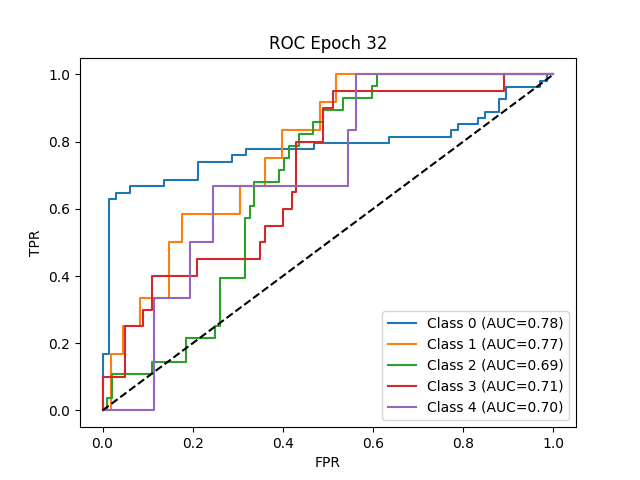 ROC Epoch 32
1.0
0.8
0.6
0.4
0.2
0.0
TPR
0.0 0.2 0.4 0.6 0.8 1.0
FPR
Class 0 (AUC=0.78)
Class 1 (AUC=0.77)
Class 2 (AUC=0.69)
Class 3 (AUC=0.71)
Class 4 (AUC=0.70)